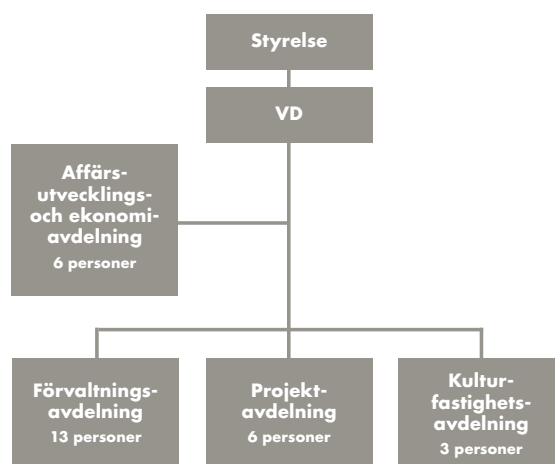 Styrelse
VD
Affärs-
utvecklings-
och ekonomi-
avdelning
6 personer
Förvaltnings-
avdelning
13 personer
Projekt-
avdelning
6 personer
Kultur-
fastighets-
avdelning
3 personer